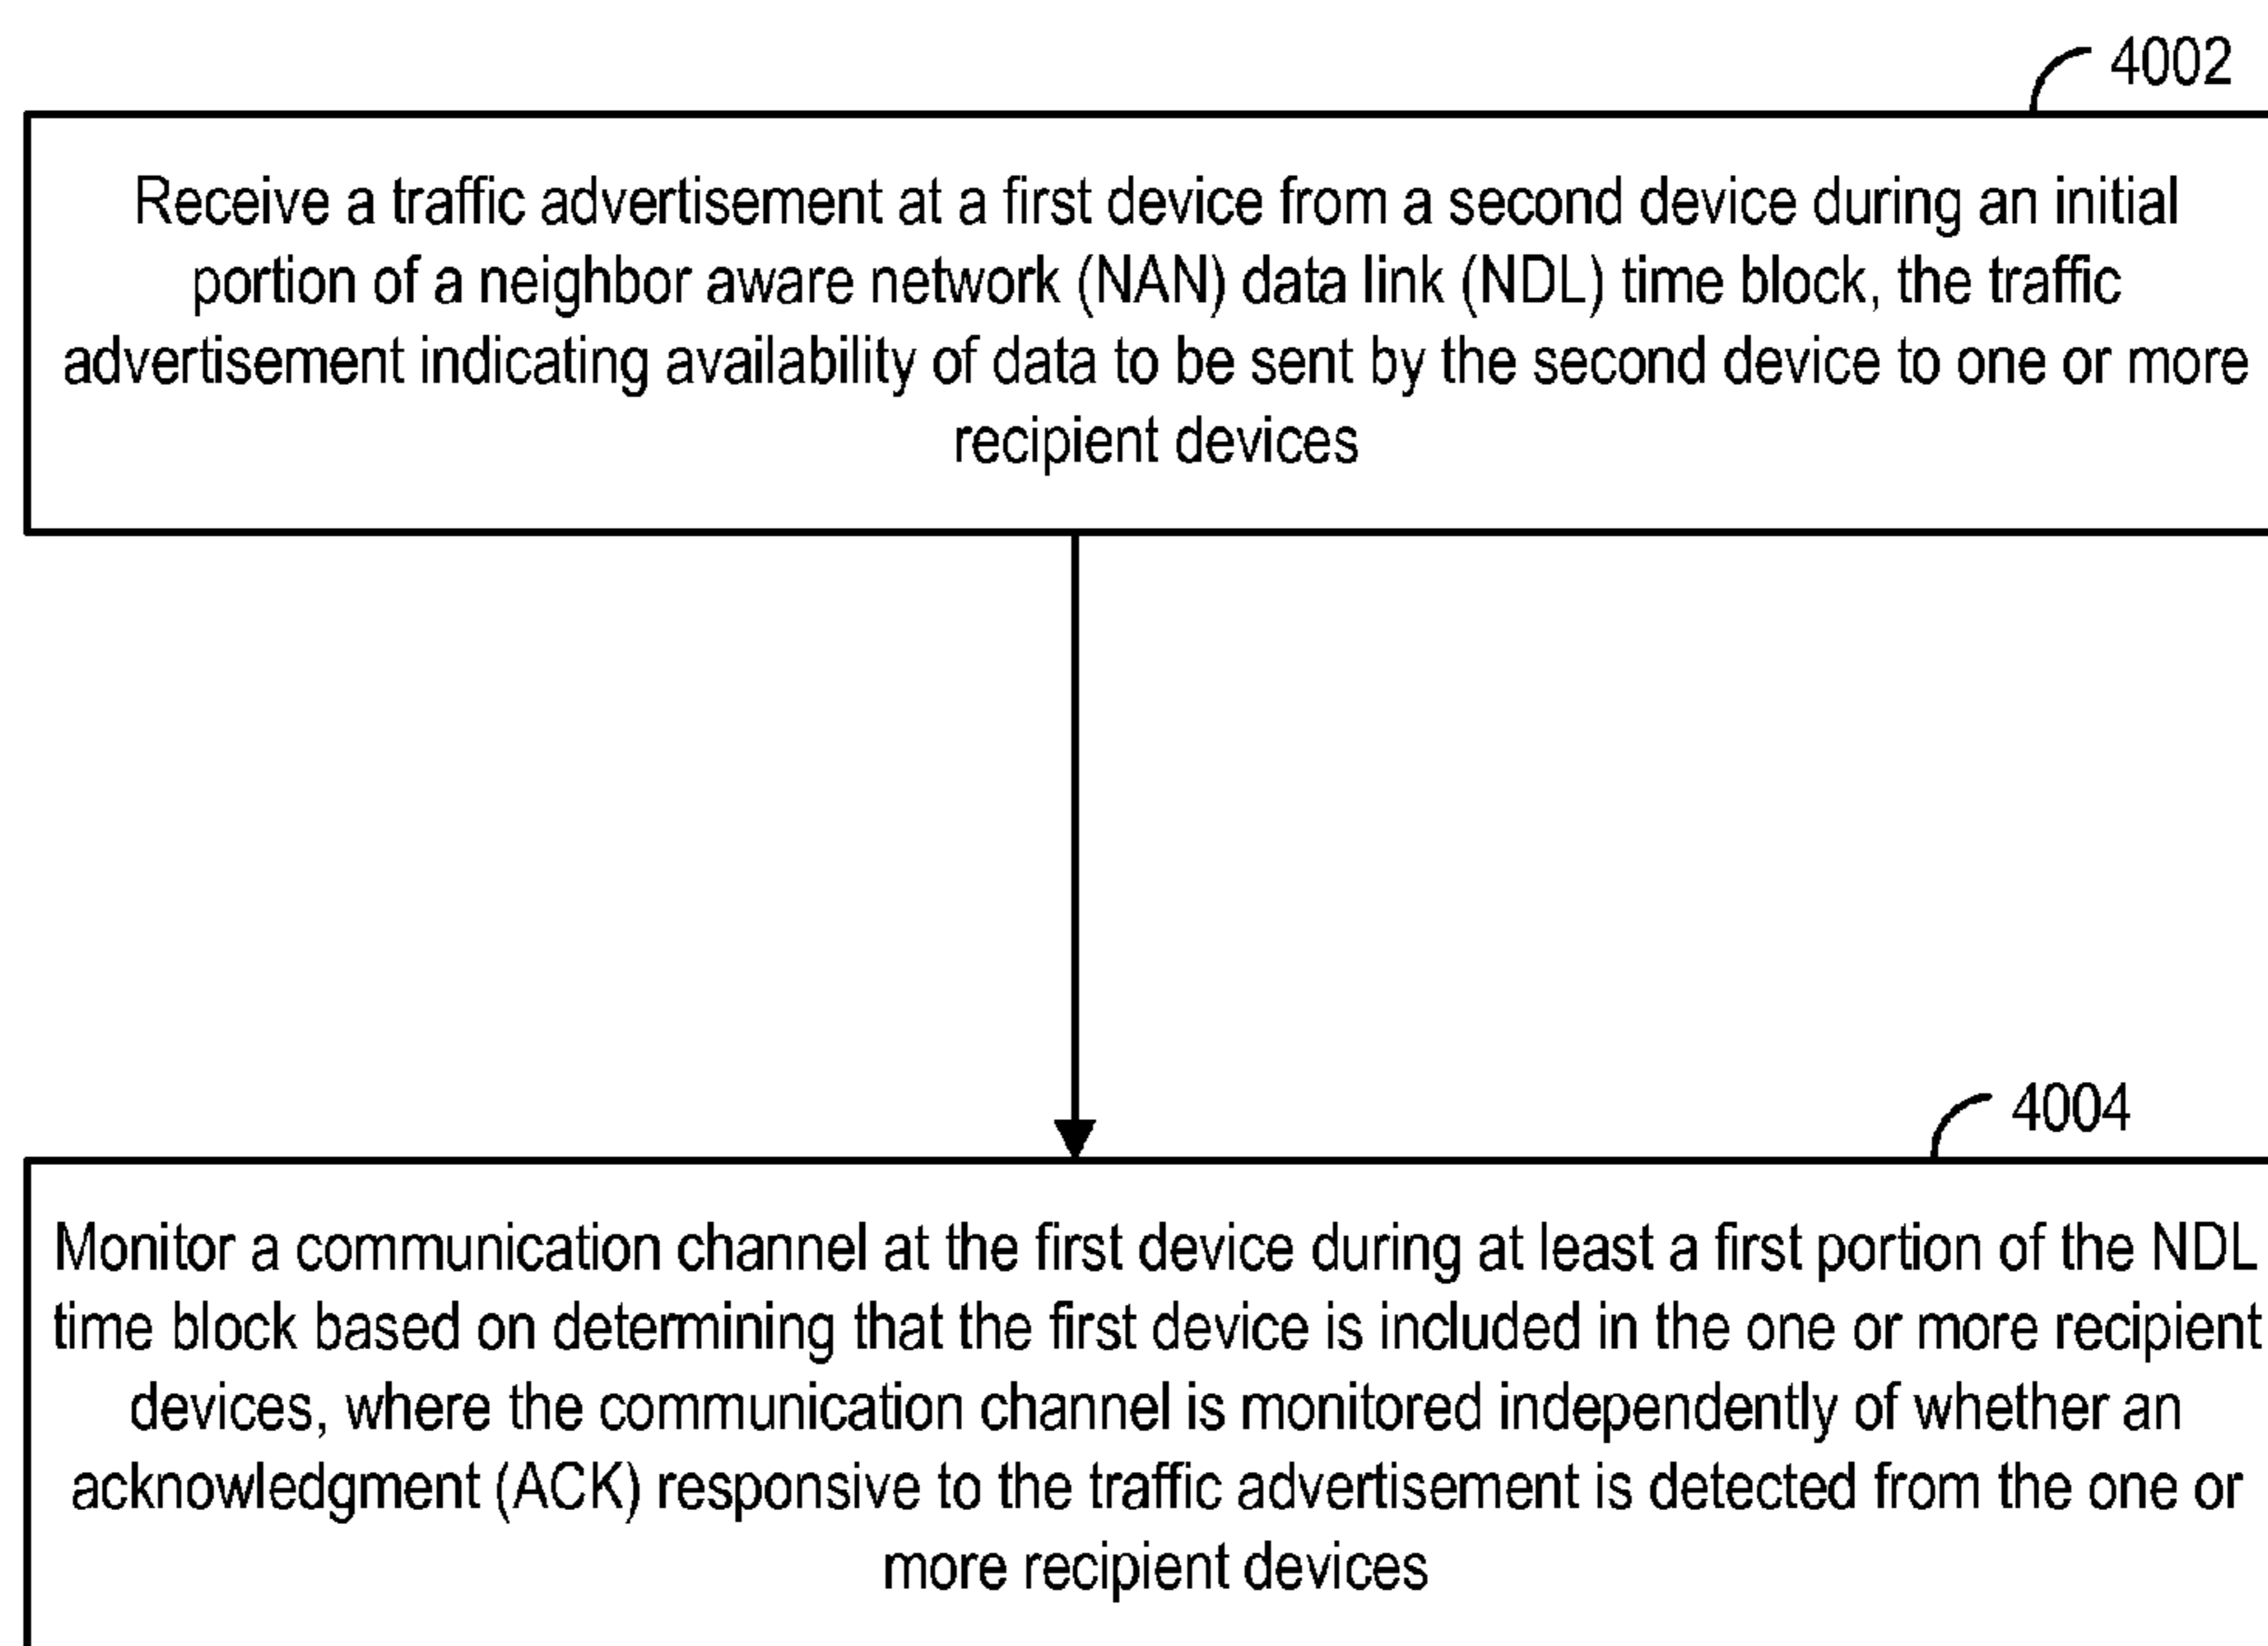 4002
Receive a traffic advertisement at a first device from a second device during an initial
portion of a neighbor aware network (NAN) data link (NDL) time block, the traffic
advertisement indicating availability of data to be sent by the second device to one or more
recipient devices
4004
Monitor a communication channel at the first device during at least a first portion of the NDL
time block based on determining that the first device is included in the one or more recipient
devices, where the communication channel is monitored independently of whether an
acknowledgment (ACK) responsive to the traffic advertisement is detected from the one or
more recipient devices